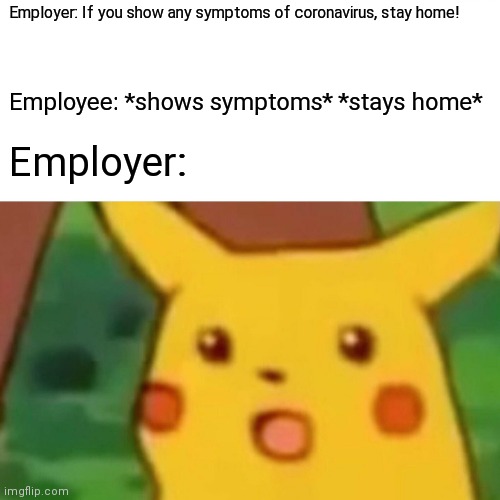 Employer: If you show any symptoms of coronavirus, stay home!
Employee: *shows symptoms* *stays home*
Employer:
imgflip.com